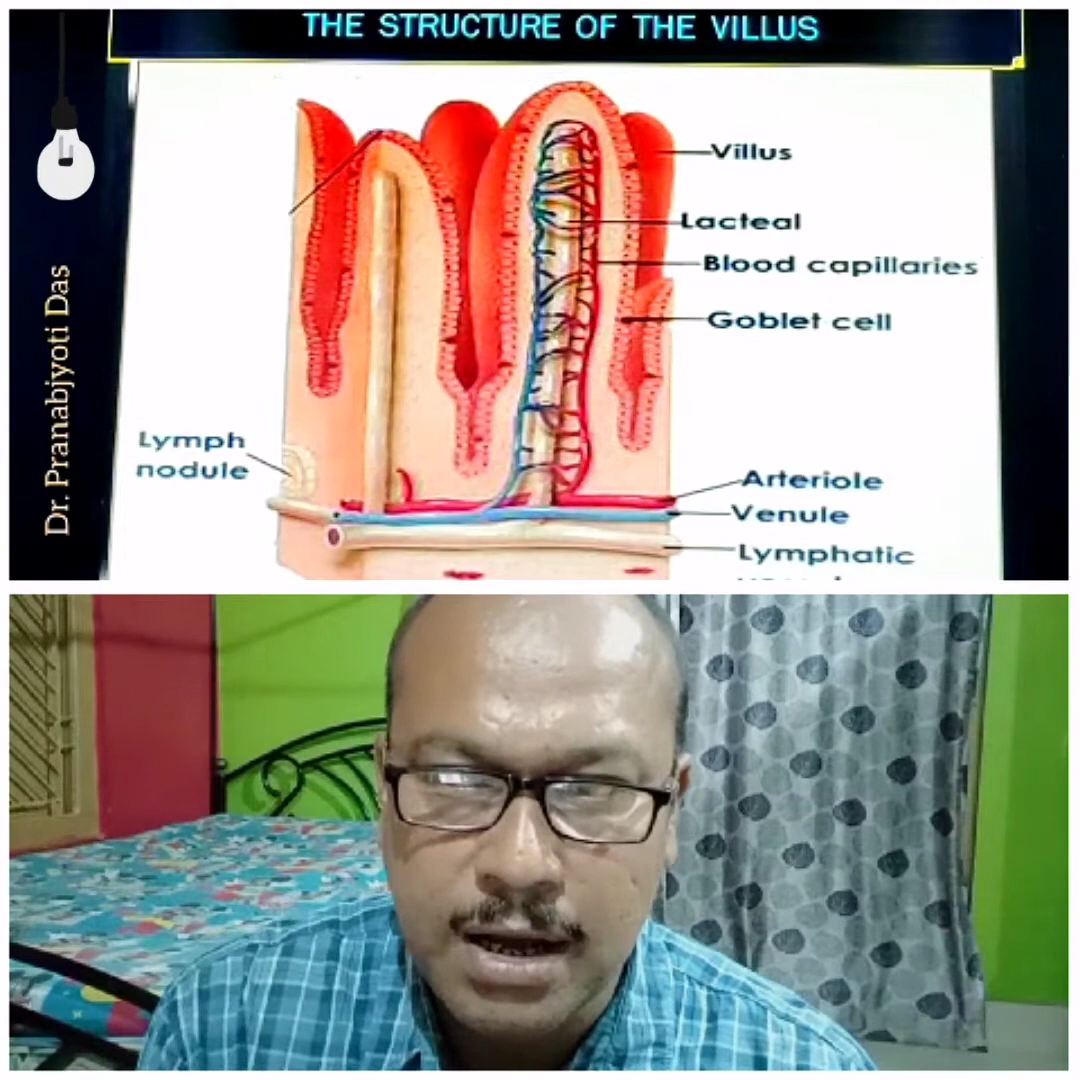 THE STRUCTURE OF THE VILLUS
Dr. Pranabjyoti Das
Villus
Lacteal
Blood capillaries
Goblet cell
Lymph
nodule
Arteriole
Venule
Lymphatic